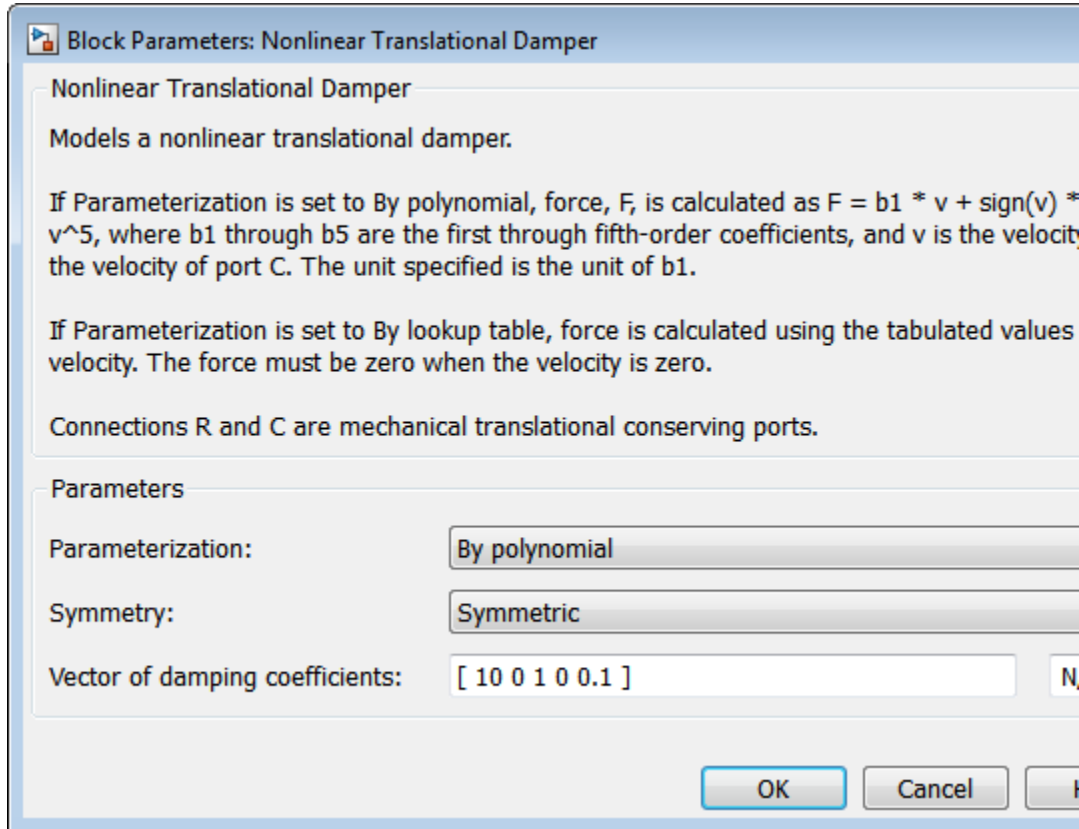 Block Parameters: Nonlinear Translational Damper
Nonlinear Translational Damper
Models a nonlinear translational damper.
If Parameterization is set to By polynomial, force, F, is calculated as F = b1 * v + sign(v) *
v^5, where b1 through b5 are the first through fifth-order coefficients, and v is the velocity
the velocity of port C. The unit specified is the unit of b1.
If Parameterization is set to By lookup table, force is calculated using the tabulated values
velocity. The force must be zero when the velocity is zero.
Connections R and C are mechanical translational conserving ports.
Parameters
Parameterization: By polynomial
Symmetry: Symmetric
Vector of damping coefficients: [ 10 0 1 0 0.1 ] N/
OK Cancel